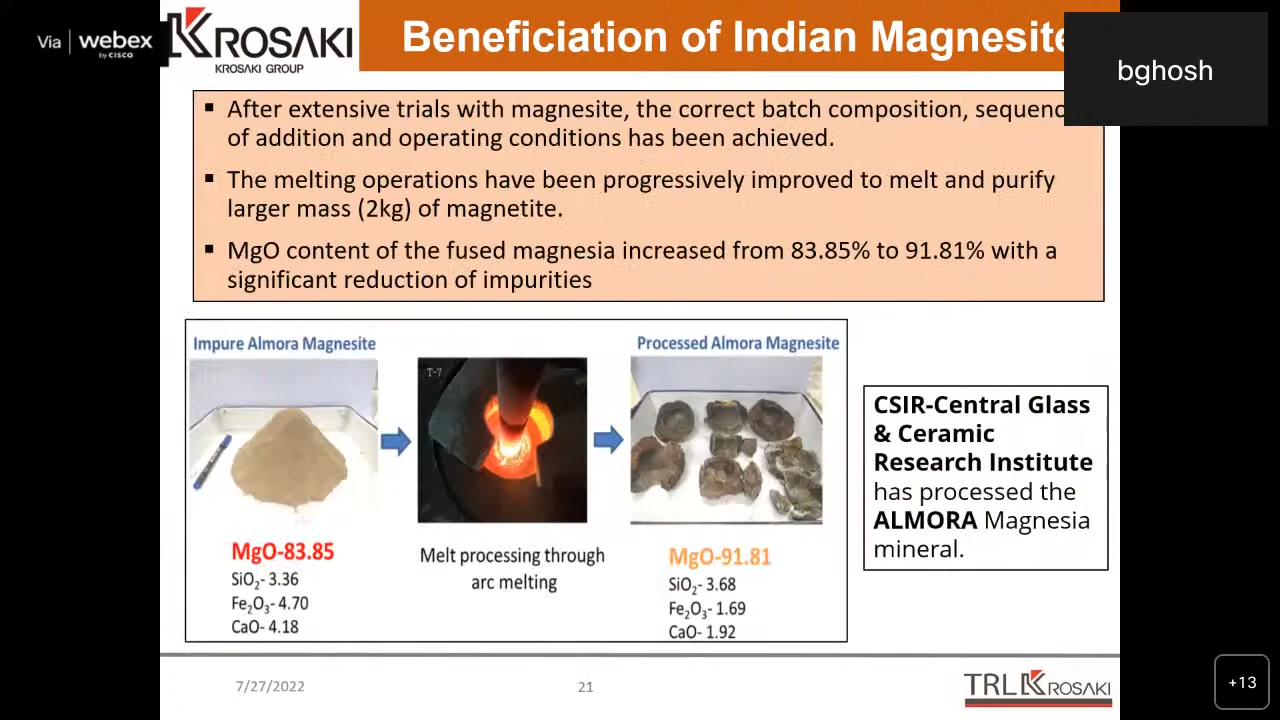 Via webex
by CISCO
KROSAKI
KROSAKI GROUP
Beneficiation of Indian Magnesite
bghosh
▪ After extensive trials with magnesite, the correct batch composition, sequenc
of addition and operating conditions has been achieved.
▪ The melting operations have been progressively improved to melt and purify
larger mass (2kg) of magnetite.
▪ MgO content of the fused magnesia increased from 83.85% to 91.81% with a
significant reduction of impurities
Impure Almora Magnesite
T-7
Processed Almora Magnesite
MgO-83.85
SiO₂- 3.36
Fe₂O₃- 4.70
CaO- 4.18
Melt processing through
arc melting
MgO-91.81
SiO₂- 3.68
Fe₂O₃- 1.69
CaO- 1.92
CSIR-Central Glass
& Ceramic
Research Institute
has processed the
ALMORA Magnesia
mineral.
7/27/2022
21
TRL KROSAKI
+13